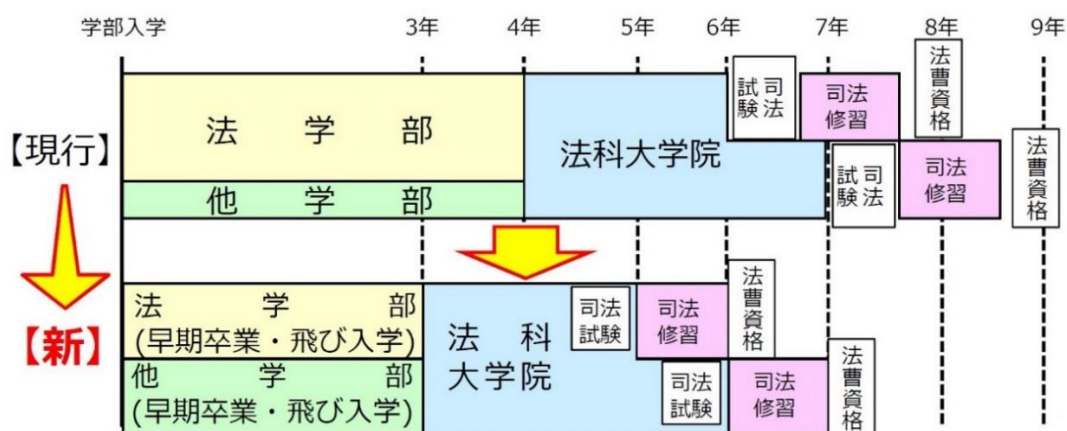 学部入学 3年 4年 5年 6年 7年 8年 9年
【現行】
法学部
他学部
法科大学院
司法試験
司法
修習
法曹資格
司法試験
司法
修習
法曹資格
【新】
法学部
(早期卒業・飛び入学)
他学部
(早期卒業・飛び入学)
法科
大学院
司法
試験
司法
修習
法曹資格
司法
試験
司法
修習
法曹資格